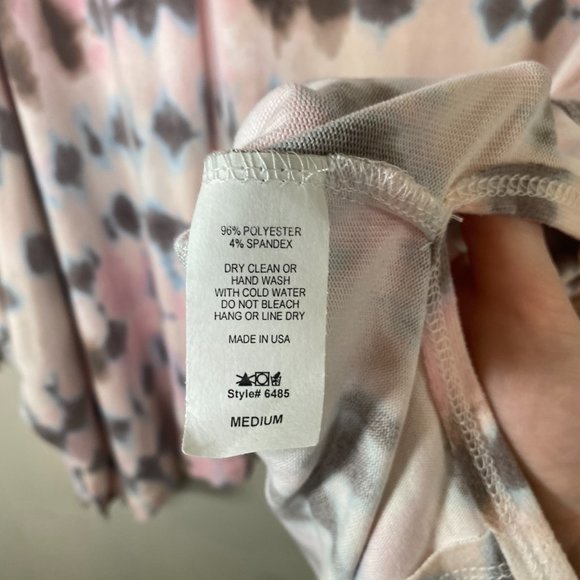 96% POLYESTER
4% SPANDEX
DRY CLEAN OR
HAND WASH
WITH COLD WATER
DO NOT BLEACH
HANG OR LINE DRY
MADE IN USA
Style# 6485
MEDIUM